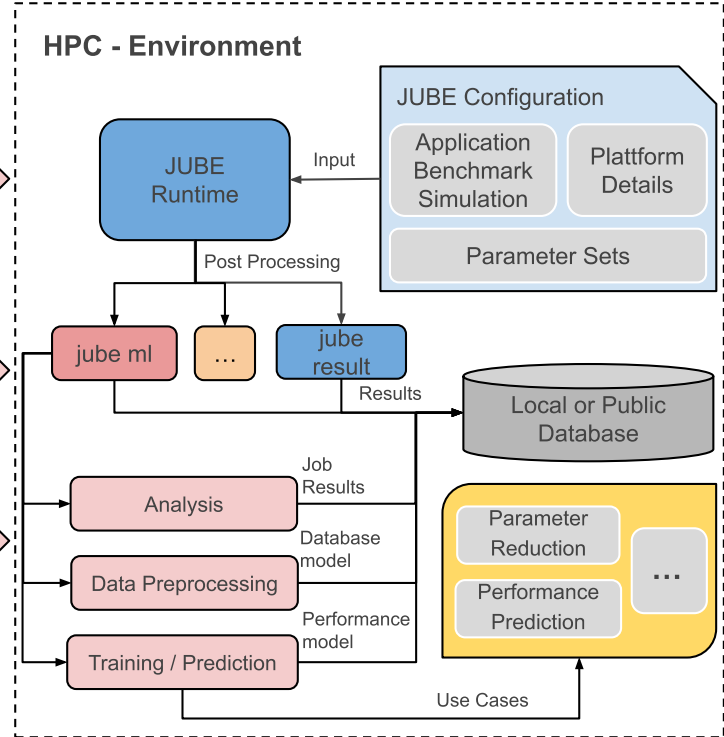 HPC - Environment
JUBE Configuration
Application
Benchmark
Simulation
Plattform
Details
Parameter Sets
JUBE
Runtime
Input
Post Processing
jube ml
...
jube
result
Results
Local or Public
Database
Job
Results
Analysis
Database
model
Data Preprocessing
Performance
model
Training / Prediction
Parameter
Reduction
Performance
Prediction
...
Use Cases